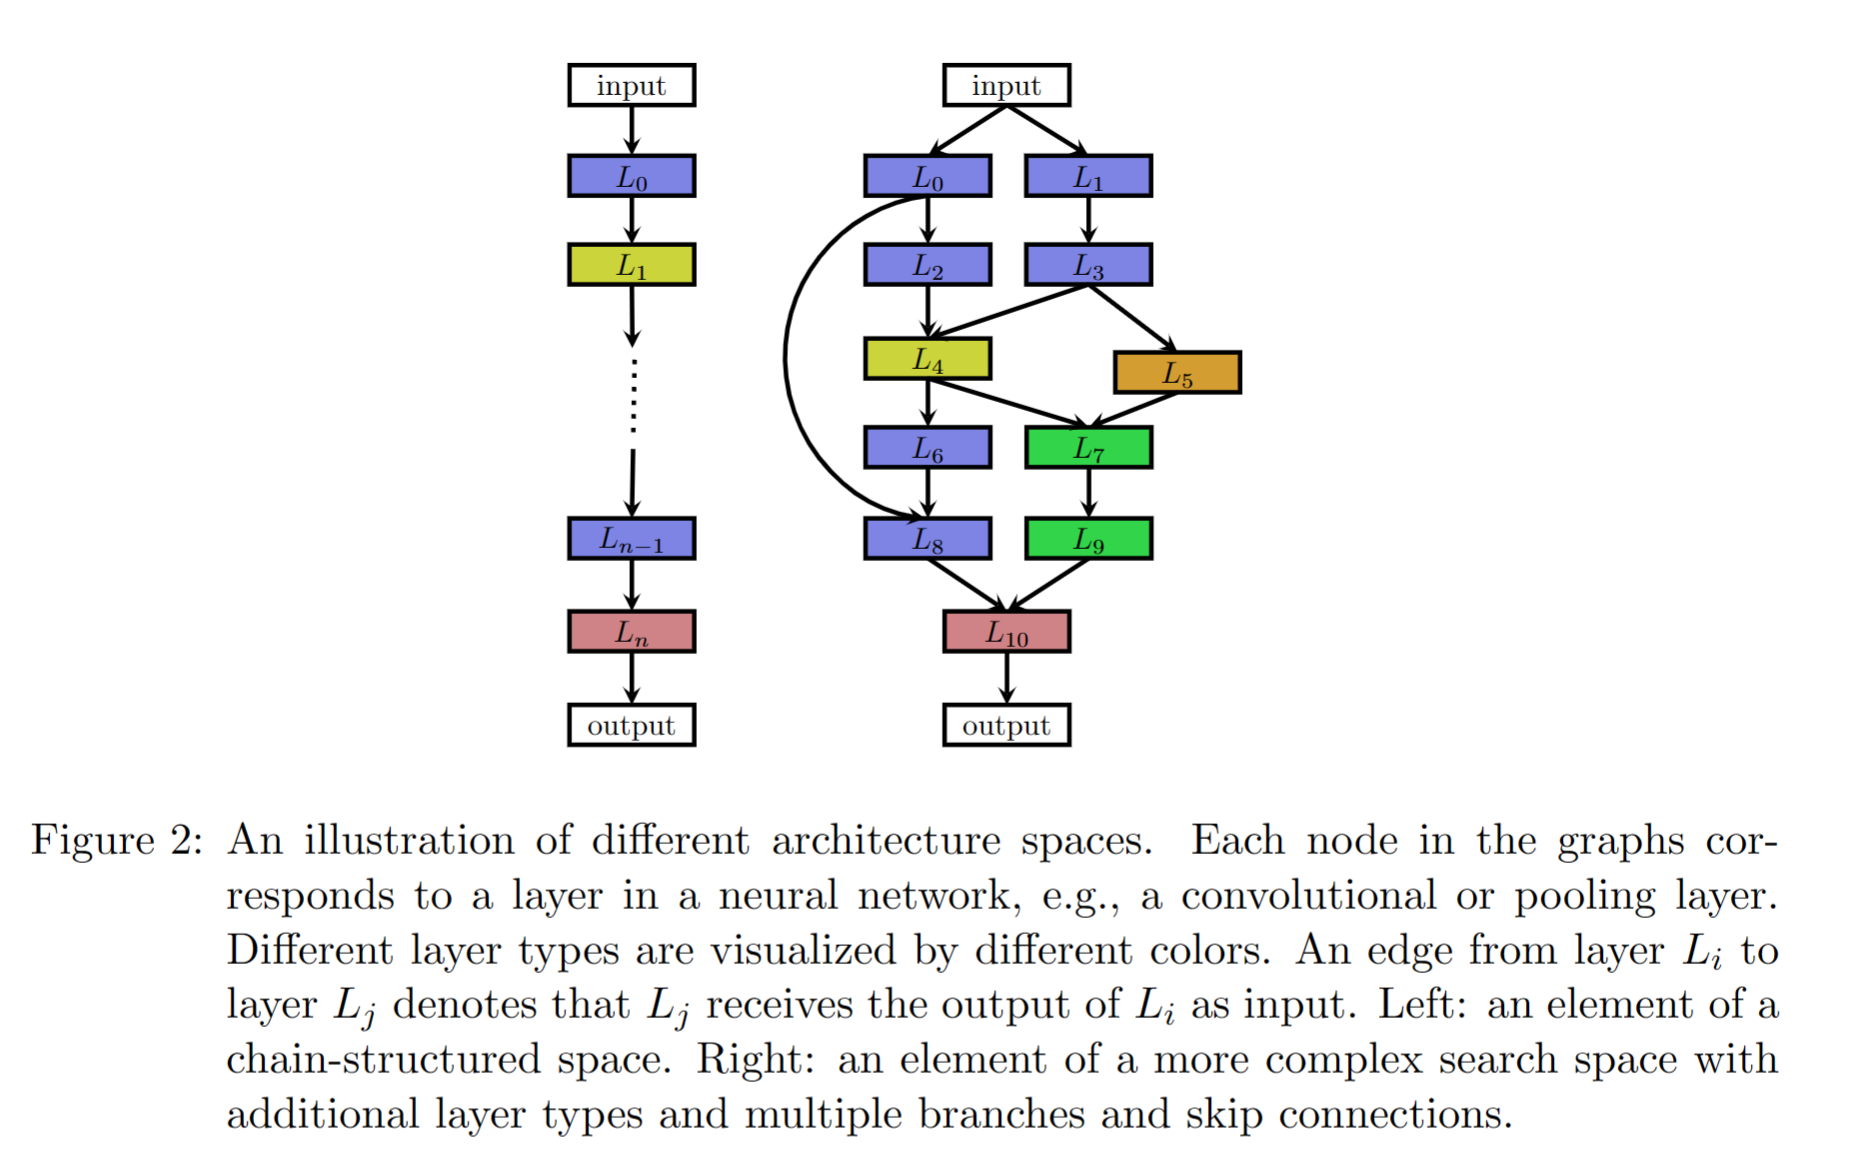 input
L₀
L₁
Lₙ₋₁
Lₙ
output
input
L₀ L₁
L₂ L₃
L₄
L₅
L₆ L₇
L₈ L₉
L₁₀
output
Figure 2: An illustration of different architecture spaces. Each node in the graphs cor-
responds to a layer in a neural network, e.g., a convolutional or pooling layer.
Different layer types are visualized by different colors. An edge from layer Lᵢ to
layer Lⱼ denotes that Lⱼ receives the output of Lᵢ as input. Left: an element of a
chain-structured space. Right: an element of a more complex search space with
additional layer types and multiple branches and skip connections.